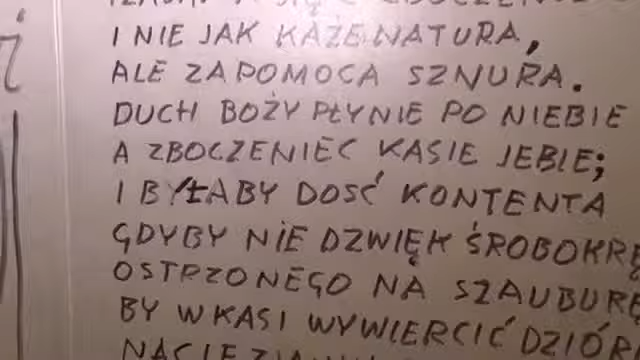 I NIE JAK KAŻE NATURA,
ALE ZA POMOCĄ SZNURA.
DUCH BOŻY PŁYNIE PO NIEBIE
A ZBOCZENIEC KASIE JEBIE;
I BYŁABY DOSĆ KONTENTA
GDYBY NIE DZWIĘK ŚROBOKRĘ
OSTRZONEGO NA SZAUBURĘ
BY W KASI WYWIERCIĆ DZIÓR